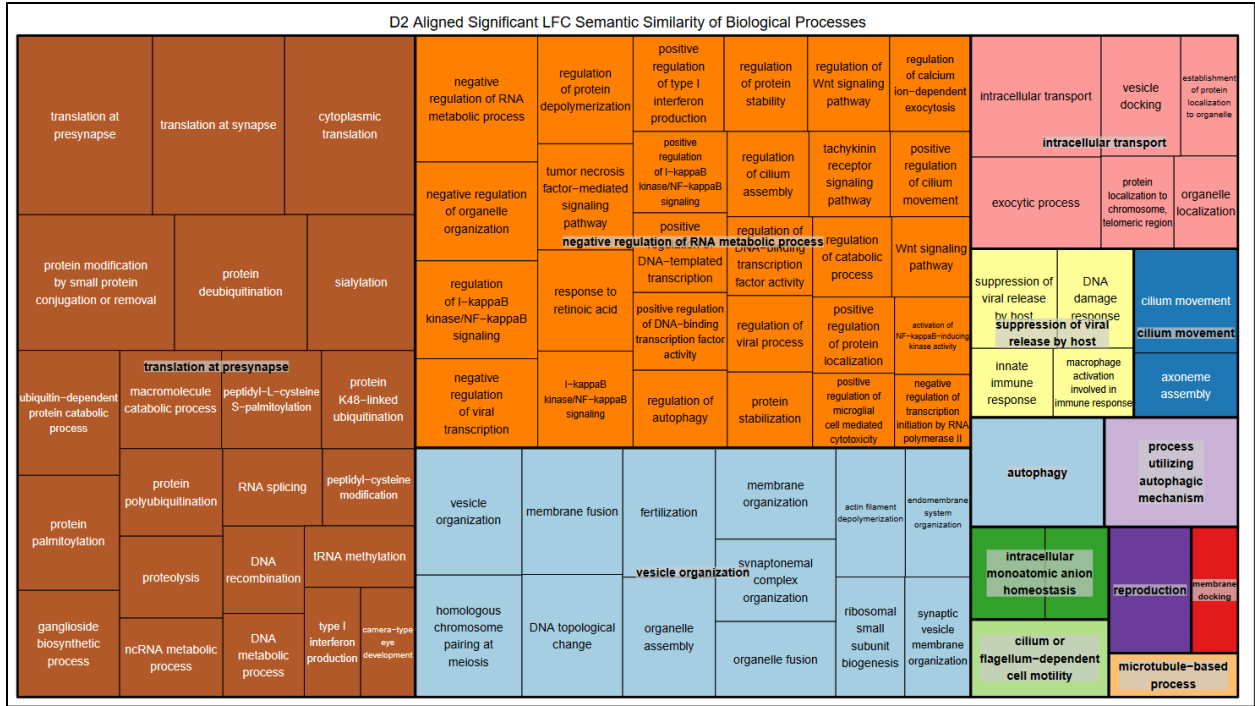 D2 Aligned Significant LFC Semantic Similarity of Biological Processes
translation at
presynapse
translation at synapse
cytoplasmic
translation
protein modification
by small protein
conjugation or removal
protein
deubiquitination
sialylation
translation at presynapse
ubiquitin−dependent
protein catabolic
process
macromolecule
catabolic process
peptidyl−L−cysteine
S−palmitoylation
protein
K48−linked
ubiquitination
protein
palmitoylation
protein
polyubiquitination
RNA splicing
peptidyl−cysteine
modification
proteolysis
DNA
recombination
tRNA methylation
ganglioside
biosynthetic
process
ncRNA metabolic
process
DNA
metabolic
process
type I
interferon
production
camera−type
eye
development
negative
regulation of RNA
metabolic process
regulation
of protein
depolymerization
positive
regulation
of type I
interferon
production
regulation
of protein
stability
regulation of
Wnt signaling
pathway
regulation
of calcium
ion−dependent
exocytosis
negative regulation
of organelle
organization
tumor necrosis
factor−mediated
signaling
pathway
positive
regulation
of I−kappaB
kinase/NF−kappaB
signaling
regulation
of cilium
assembly
tachykinin
receptor
signaling
pathway
positive
regulation
of cilium
movement
negative regulation of RNA metabolic process
positive
regulation of
DNA−templated
transcription
regulation of
DNA−binding
transcription
factor activity
regulation
of catabolic
process
Wnt signaling
pathway
regulation
of I−kappaB
kinase/NF−kappaB
signaling
response to
retinoic acid
positive regulation
of DNA−binding
transcription factor
activity
regulation of
viral process
positive
regulation
of protein
localization
activation of
NF−kappaB−inducing
kinase activity
negative
regulation
of viral
transcription
I−kappaB
kinase/NF−kappaB
signaling
regulation
of autophagy
protein
stabilization
positive
regulation of
microglial
cell mediated
cytotoxicity
negative
regulation of
transcription
initiation by RNA
polymerase II
vesicle
organization
membrane fusion
fertilization
membrane
organization
actin filament
depolymerization
endomembrane
system
organization
vesicle organization
homologous
chromosome
pairing at
meiosis
DNA topological
change
organelle
assembly
synaptonemal
complex
organization
organelle fusion
ribosomal
small
subunit
biogenesis
synaptic
vesicle
membrane
organization
intracellular transport
vesicle
docking
establishment
of protein
localization
to organelle
intracellular transport
exocytic process
protein
localization to
chromosome,
telomeric region
organelle
localization
suppression of
viral release
by host
DNA
damage
response
suppression of viral
release by host
innate
immune
response
macrophage
activation
involved in
immune response
cilium movement
cilium movement
axoneme
assembly
autophagy
process
utilizing
autophagic
mechanism
intracellular
monoatomic anion
homeostasis
reproduction
membrane
docking
cilium or
flagellum−dependent
cell motility
microtubule−based
process